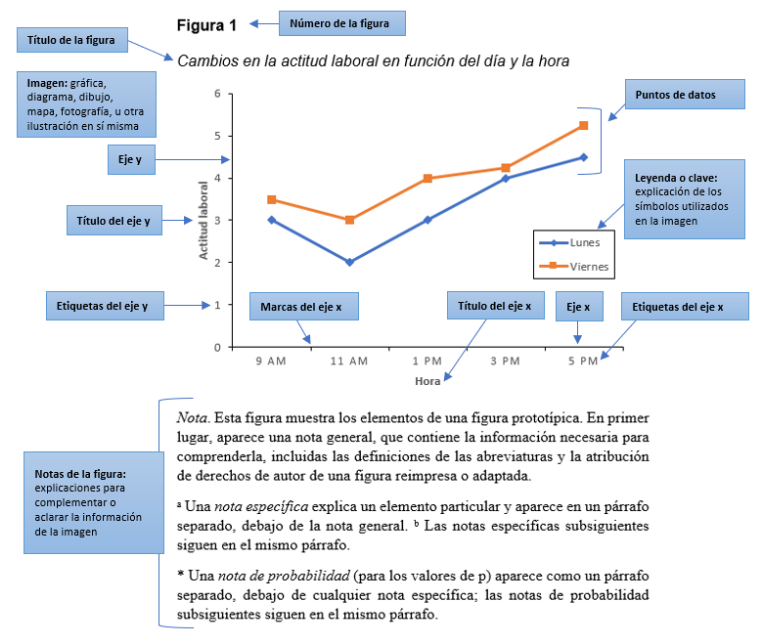 Figura 1
Número de la figura
Título de la figura
Cambios en la actitud laboral en función del día y la hora
Imagen: gráfica,
diagrama, dibujo,
mapa, fotografía, u otra
ilustración en sí misma
Puntos de datos
Eje y
Leyenda o clave:
explicación de los
símbolos utilizados
en la imagen
Título del eje y
Etiquetas del eje y
Actitud laboral
6
5
4
3
2
1
0
Lunes
Viernes
Marcas del eje x
Título del eje x
Eje x
Etiquetas del eje x
9 AM 11 AM 1 PM 3 PM 5 PM
Hora
Notas de la figura:
explicaciones para
complementar o
aclarar la información
de la imagen
Nota. Esta figura muestra los elementos de una figura prototípica. En primer
lugar, aparece una nota general, que contiene la información necesaria para
comprenderla, incluidas las definiciones de las abreviaturas y la atribución
de derechos de autor de una figura reimpresa o adaptada.
ᵃ Una nota específica explica un elemento particular y aparece en un párrafo
separado, debajo de la nota general. ᵇ Las notas específicas subsiguientes
siguen en el mismo párrafo.
* Una nota de probabilidad (para los valores de p) aparece como un párrafo
separado, debajo de cualquier nota específica; las notas de probabilidad
subsiguientes siguen en el mismo párrafo.